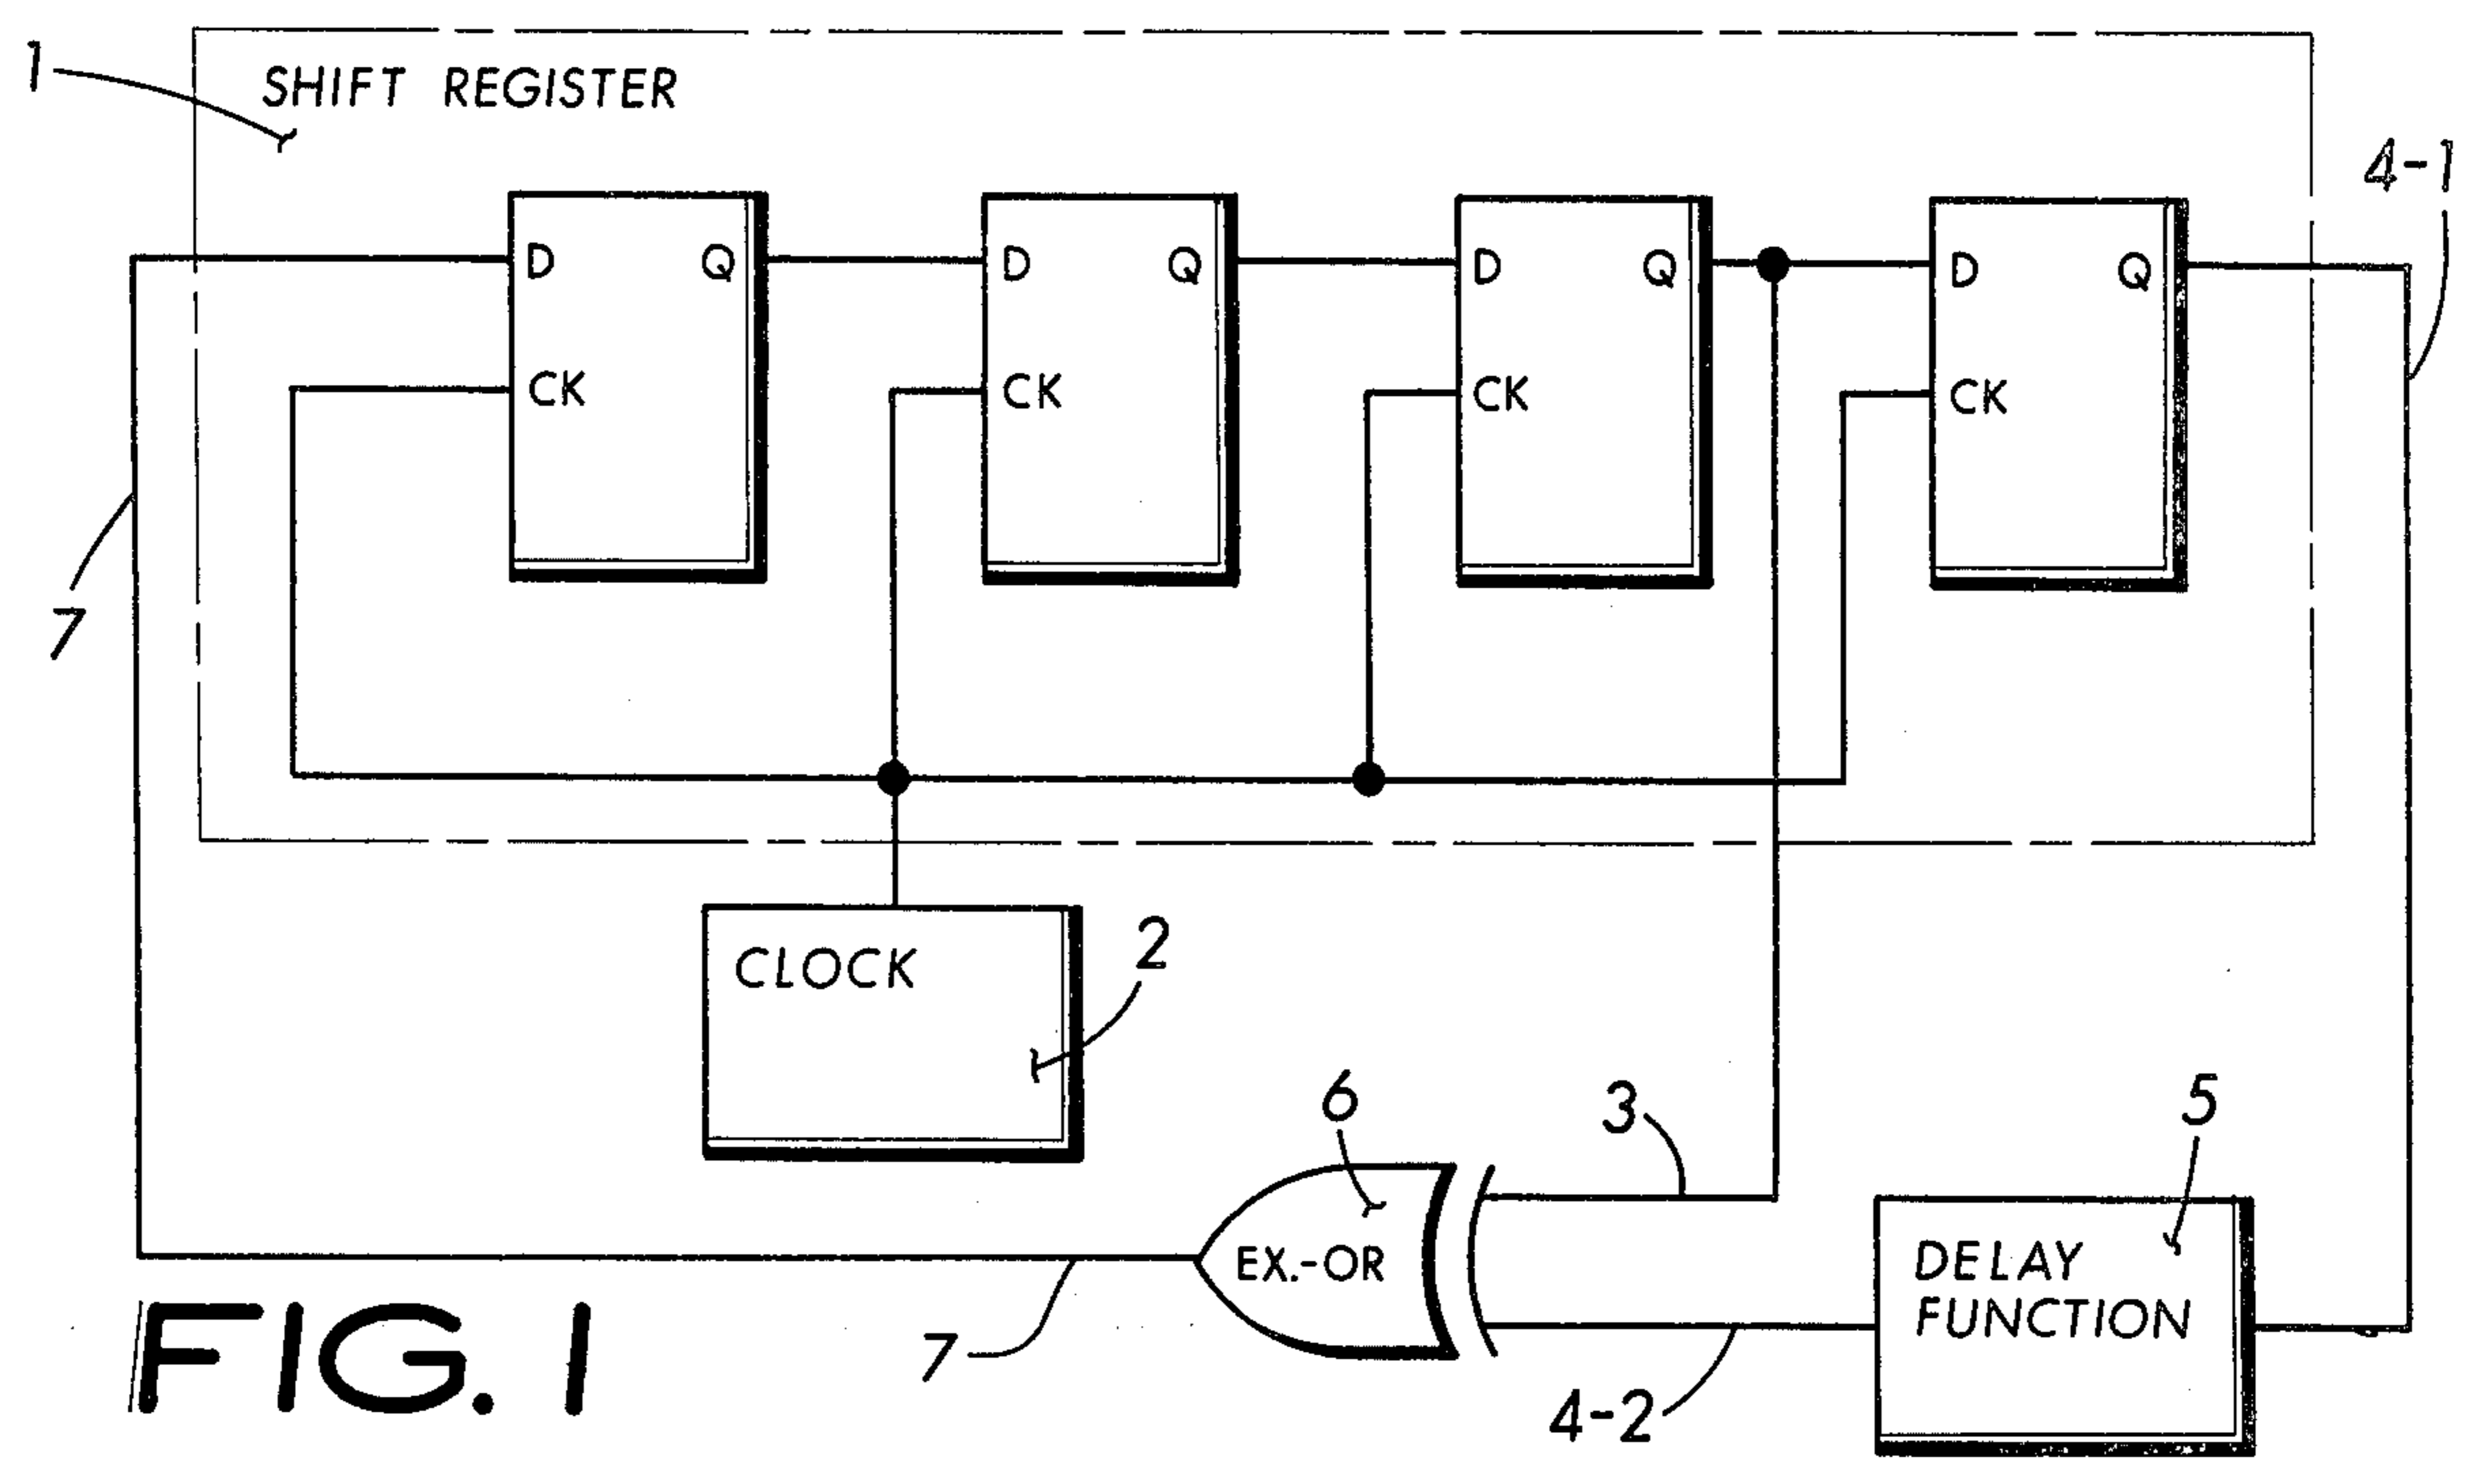 1
SHIFT REGISTER
4-1
D Q
D Q
D Q
D Q
CK
CK
CK
CK
7
CLOCK
2
6
3
5
EX.-OR
DELAY
FUNCTION
7
4-2
FIG. 1